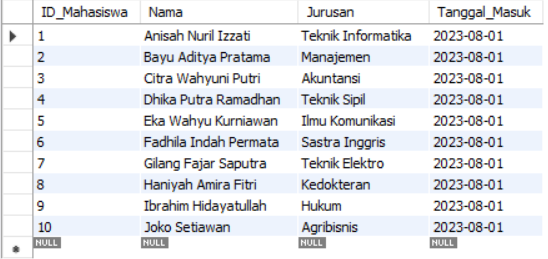 ID_Mahasiswa Nama Jurusan Tanggal_Masuk
1 Anisah Nuril Izzati Teknik Informatika 2023-08-01
2 Bayu Aditya Pratama Manajemen 2023-08-01
3 Citra Wahyuni Putri Akuntansi 2023-08-01
4 Dhika Putra Ramadhan Teknik Sipil 2023-08-01
5 Eka Wahyu Kurniawan Ilmu Komunikasi 2023-08-01
6 Fadhila Indah Permata Sastra Inggris 2023-08-01
7 Gilang Fajar Saputra Teknik Elektro 2023-08-01
8 Haniyah Amira Fitri Kedokteran 2023-08-01
9 Ibrahim Hidayatullah Hukum 2023-08-01
10 Joko Setiawan Agribisnis 2023-08-01
NULL NULL NULL NULL